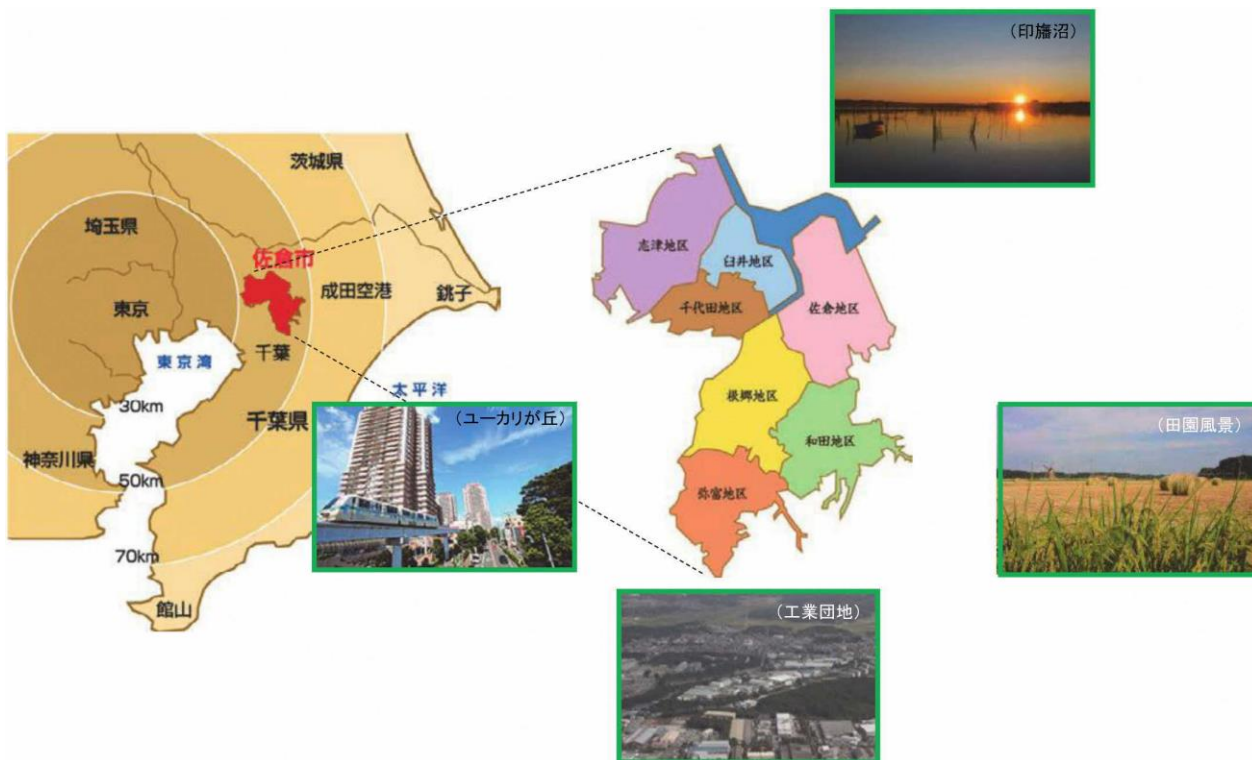 (印旛沼)
茨城県
埼玉県
佐倉市
成田空港
銚子
東京
東京湾
千葉
太平洋
30km
千葉県
神奈川県
50km
70km
館山
(ユーカリが丘)
志津地区
臼井地区
千代田地区
佐倉地区
根郷地区
和田地区
弥富地区
(田園風景)
(工業団地)